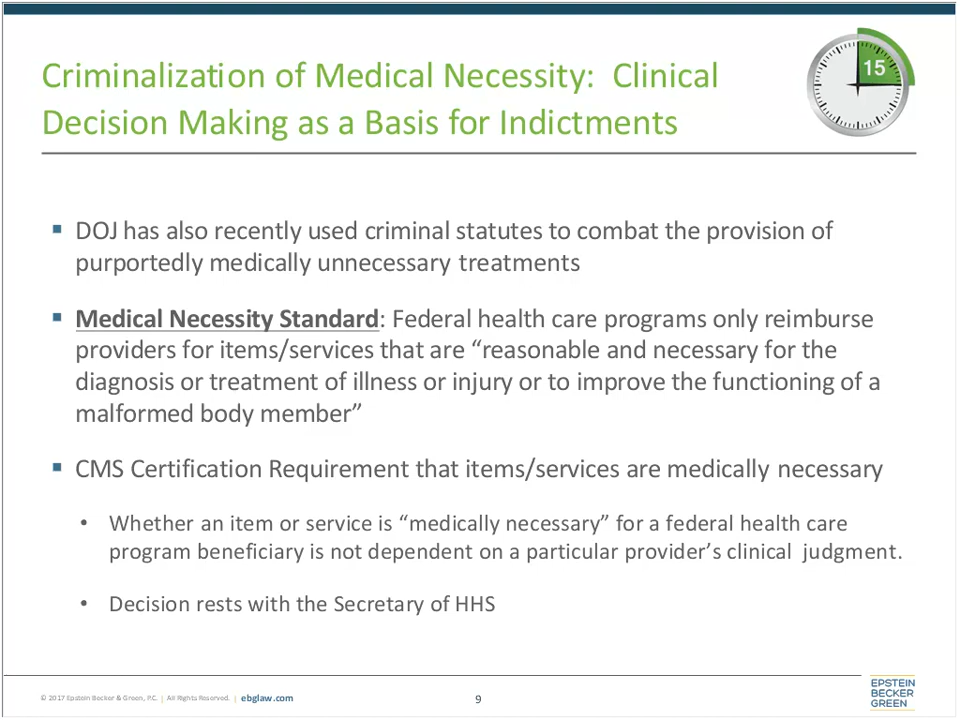 Criminalization of Medical Necessity: Clinical
Decision Making as a Basis for Indictments
15
▪ DOJ has also recently used criminal statutes to combat the provision of
purportedly medically unnecessary treatments
▪ Medical Necessity Standard: Federal health care programs only reimburse
providers for items/services that are “reasonable and necessary for the
diagnosis or treatment of illness or injury or to improve the functioning of a
malformed body member”
▪ CMS Certification Requirement that items/services are medically necessary
• Whether an item or service is “medically necessary” for a federal health care
program beneficiary is not dependent on a particular provider’s clinical judgment.
• Decision rests with the Secretary of HHS
© 2017 Epstein Becker & Green, P.C. | All Rights Reserved. | ebglaw.com
9
EPSTEIN
BECKER
GREEN